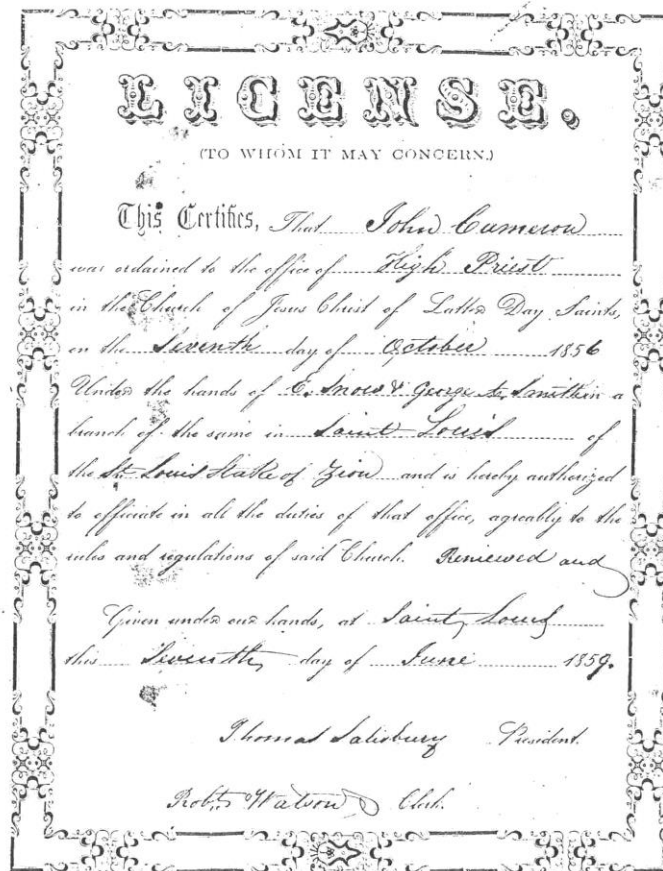 LICENSE.
(TO WHOM IT MAY CONCERN.)
This Certifies, That John Cameron
was ordained to the office of High Priest
in the Church of Jesus Christ of Latter Day Saints,
on the Seventh day of October 1856
Under the hands of E. Snow & George A. Smith in a
branch of the same in Saint Louis of
the St. Louis Stake of Zion and is hereby authorized
to officiate in all the duties of that office, agreably to the
rules and regulations of said Church. Reniewed and
Given under our hands, at Saint Louis
this Seventh day of June 1859.
Thomas Salisbury President.
Robt. Watson Clerk.